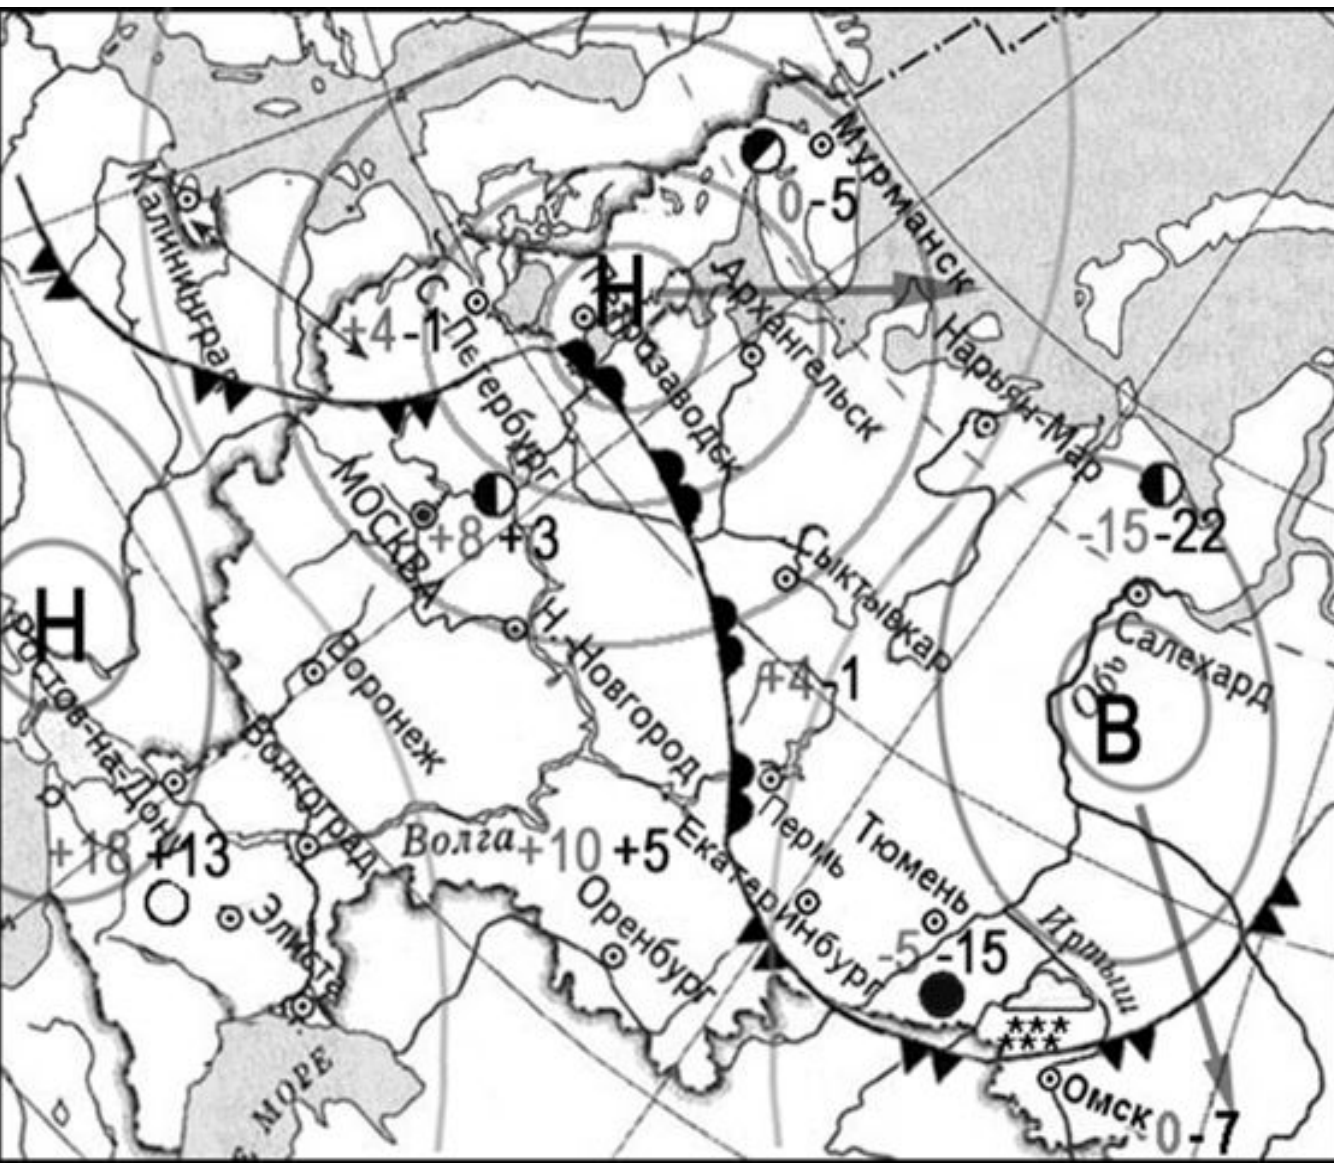 Мурманск
0-5
Калининград
Н
Архангельск
С.-Петербург
+4-1
Петрозаводск
Нарьян-Мар
МОСКВА
+8 +3
-15-22
Сыктывкар
Н
Н.-Новгород
Салехард
Обь
В
Воронеж
+4-1
Ростов-на-Дону
Волгоград
Пермь
Тюмень
+18 +13
Волга
+10 +5
Екатеринбург
Оренбург
Элиста
-5-15
Иртыш
МОРЕ
Омск
0-7